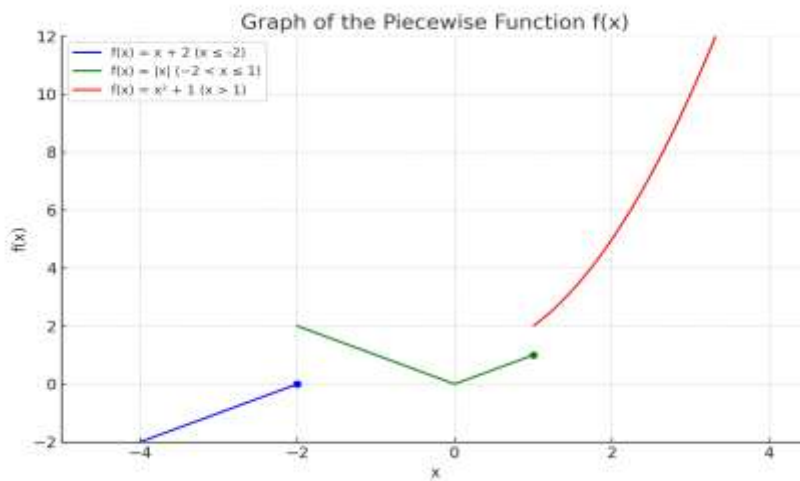 Graph of the Piecewise Function f(x)
f(x) = x + 2 (x ≤ -2)
f(x) = |x| (−2 < x ≤ 1)
f(x) = x² + 1 (x > 1)
12
10
8
6
4
2
0
−2
f(x)
−4
−2
0
2
4
x